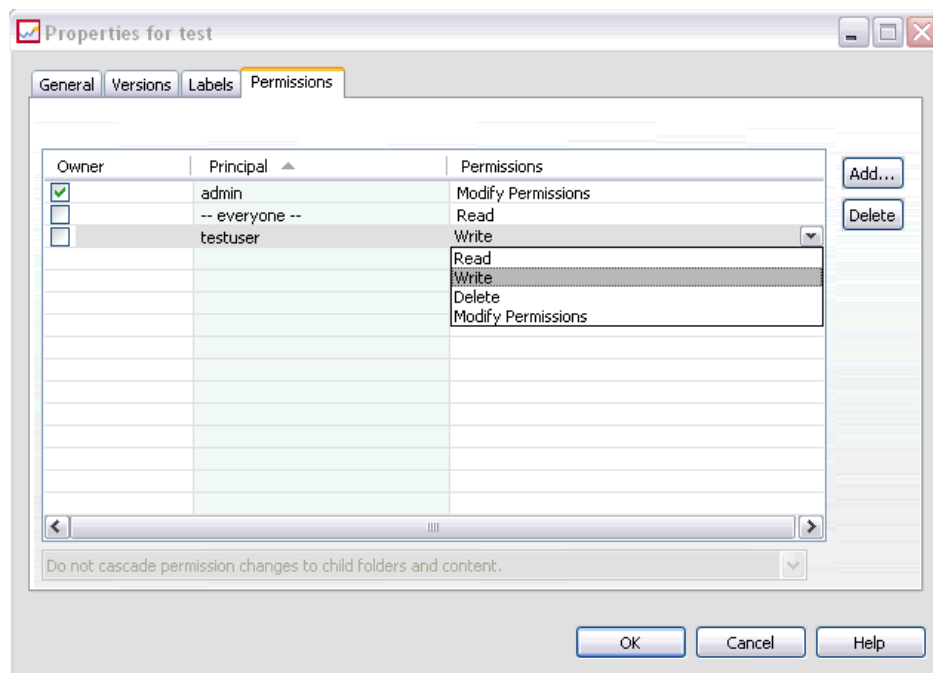 Properties for test
General Versions Labels Permissions
Owner Principal Permissions
Add...
admin Modify Permissions
-- everyone -- Read
Delete
testuser Write
Read
Write
Delete
Modify Permissions
Do not cascade permission changes to child folders and content.
OK Cancel Help